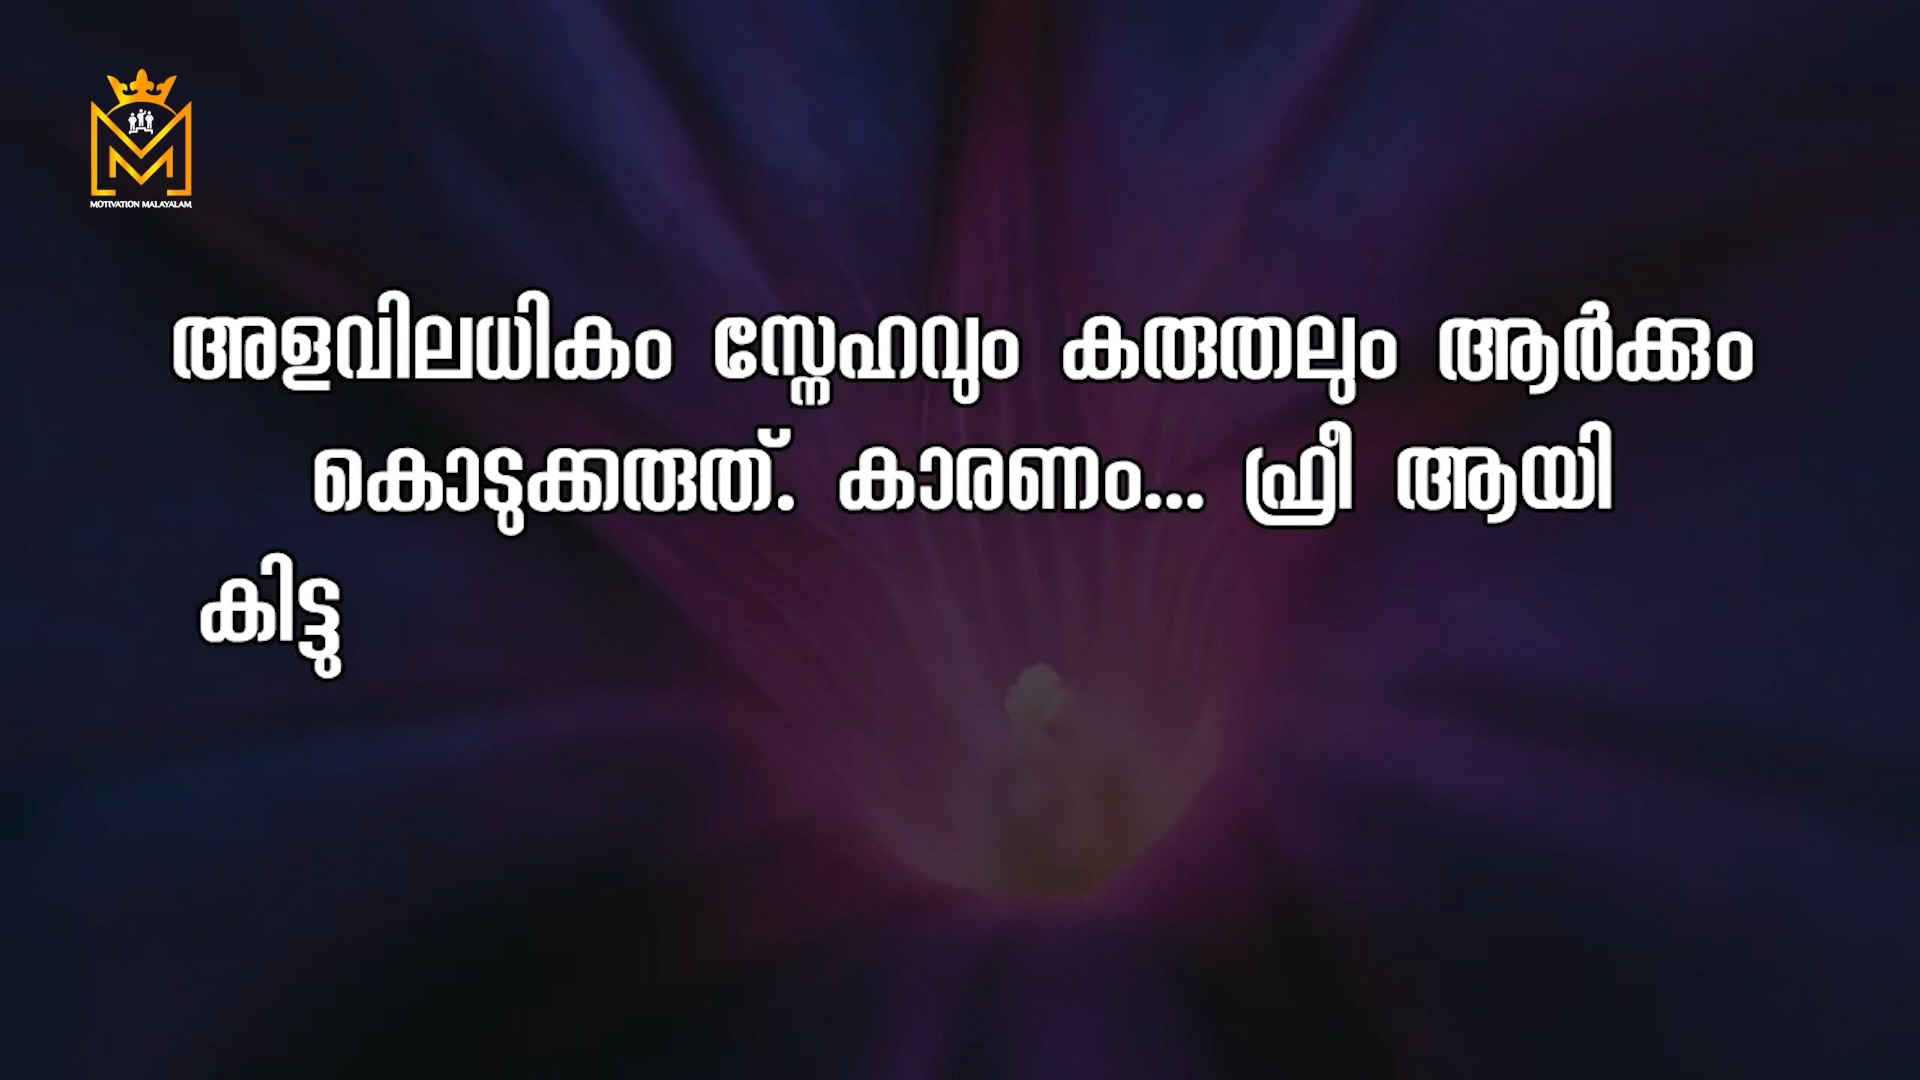 MOTIVATION MALAYALAM
അളവിലധികം സ്നേഹവും കരുതലും ആർക്കും
കൊടുക്കരുത്. കാരണം... ഫ്രീ ആയി
കിട്ടു